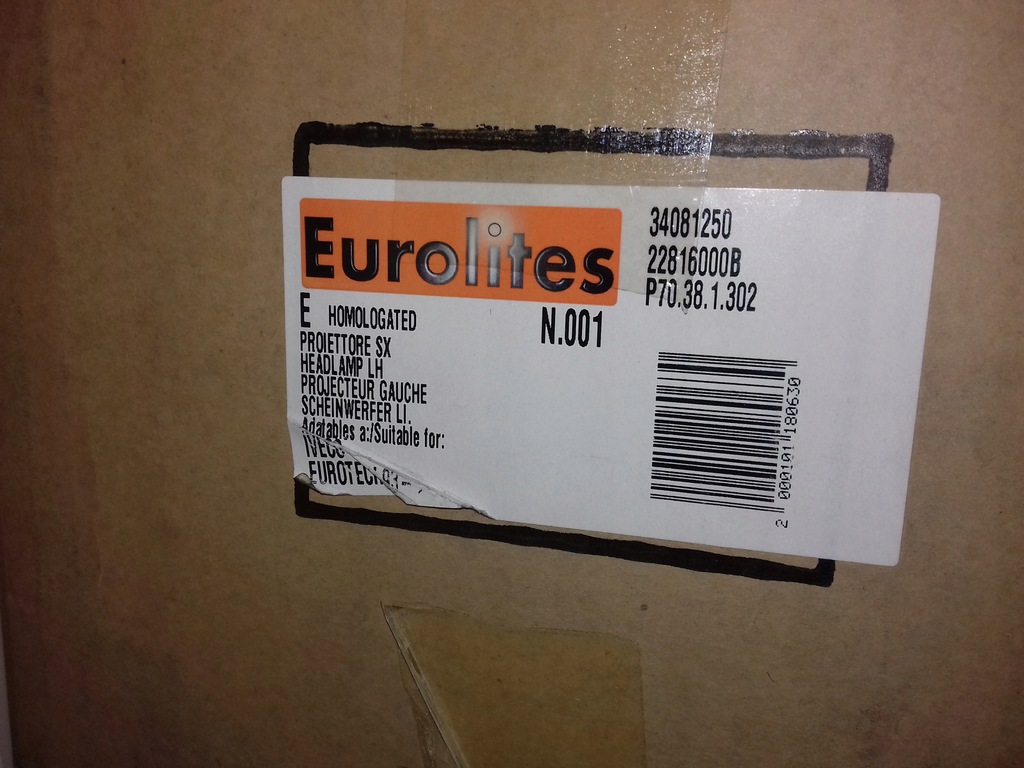 Eurolites
34081250
22816000B
P70.38.1.302
E HOMOLOGATED
N.001
PROIETTORE SX
HEADLAMP LH
PROJECTEUR GAUCHE
SCHEINWERFER LI.
Adatables a:/Suitable for:
IVECO
2 000101 180630